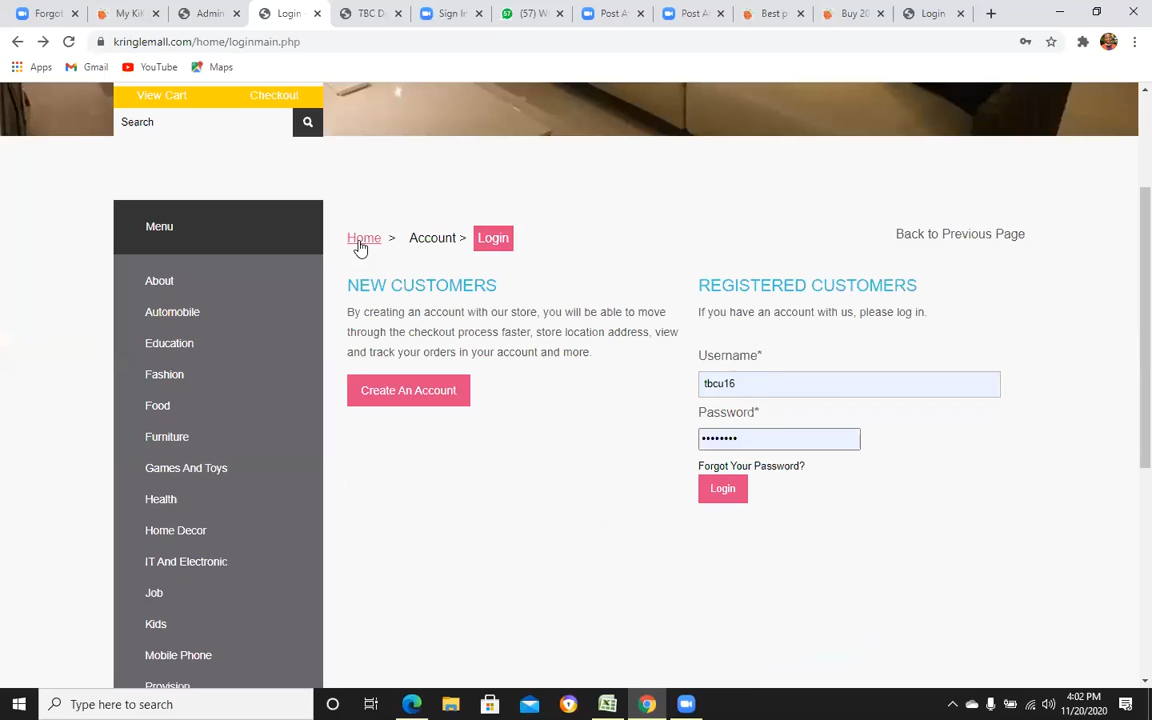 Forgot
My Ki
Admin
Login
TBC D
Sign In
(57) W
Post A
Post A
Best p
Buy 20
Login
kringlemall.com/home/loginmain.php
Apps
Gmail
YouTube
Maps
View Cart
Checkout
Search
Menu
Home > Account > Login
Back to Previous Page
About
Automobile
Education
Fashion
Food
Furniture
Games And Toys
Health
Home Decor
IT And Electronic
Job
Kids
Mobile Phone
Provision
NEW CUSTOMERS
By creating an account with our store, you will be able to move
through the checkout process faster, store location address, view
and track your orders in your account and more.
Create An Account
REGISTERED CUSTOMERS
If you have an account with us, please log in.
Username*
tbcu16
Password*
••••••••
Forgot Your Password?
Login
Type here to search
4:02 PM
11/20/2020